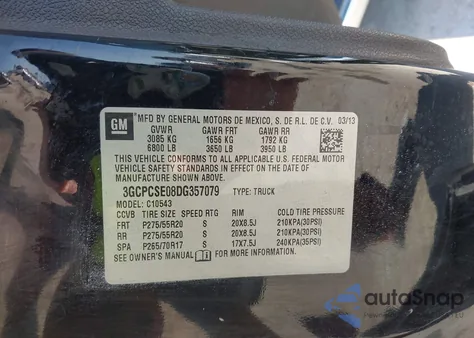 GM
MFD BY GENERAL MOTORS DE MEXICO, S. DE R.L. DE C.V. 03/13
GVWR GAWR FRT GAWR RR
3085 KG 1656 KG 1792 KG
6800 LB 3650 LB 3950 LB
THIS VEHICLE CONFORMS TO ALL APPLICABLE U.S. FEDERAL MOTOR VEHICLE SAFETY AND THEFT PREVENTION STANDARDS IN EFFECT ON THE DATE OF MANUFACTURE SHOWN ABOVE.
3GCPCSE08DG357079 TYPE: TRUCK
MODEL: C10543
CCVB TIRE SIZE SPEED RTG RIM COLD TIRE PRESSURE
FRT P275/55R20 S 20X8.5J 210KPA(30PSI)
RR P275/55R20 S 20X8.5J 210KPA(30PSI)
SPA P265/70R17 S 17X7.5J 240KPA(35PSI)
SEE OWNER'S MANUAL FOR MORE INFORMATION
autoSnap